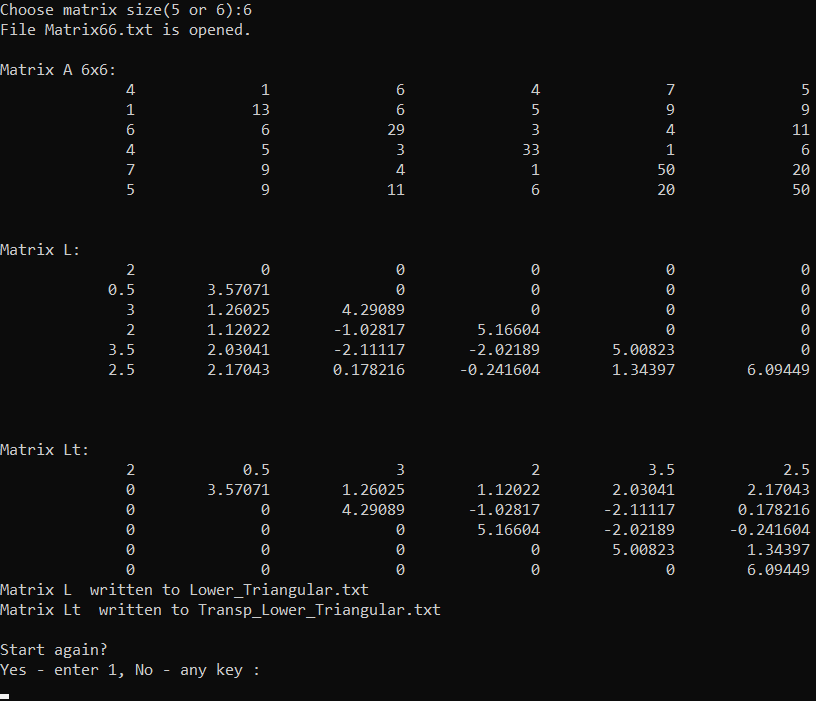 Choose matrix size(5 or 6):6
File Matrix66.txt is opened.
Matrix A 6x6:
4 1 6 4 7 5
1 13 6 5 9 9
6 6 29 3 4 11
4 5 3 33 1 6
7 9 4 1 50 20
5 9 11 6 20 50
Matrix L:
2 0 0 0 0 0
0.5 3.57071 0 0 0 0
3 1.26025 4.29089 0 0 0
2 1.12022 -1.02817 5.16604 0 0
3.5 2.03041 -2.11117 -2.02189 5.00823 0
2.5 2.17043 0.178216 -0.241604 1.34397 6.09449
Matrix Lt:
2 0.5 3 2 3.5 2.5
0 3.57071 1.26025 1.12022 2.03041 2.17043
0 0 4.29089 -1.02817 -2.11117 0.178216
0 0 0 5.16604 -2.02189 -0.241604
0 0 0 0 5.00823 1.34397
0 0 0 0 0 6.09449
Matrix L  written to Lower_Triangular.txt
Matrix Lt  written to Transp_Lower_Triangular.txt
Start again?
Yes - enter 1, No - any key :